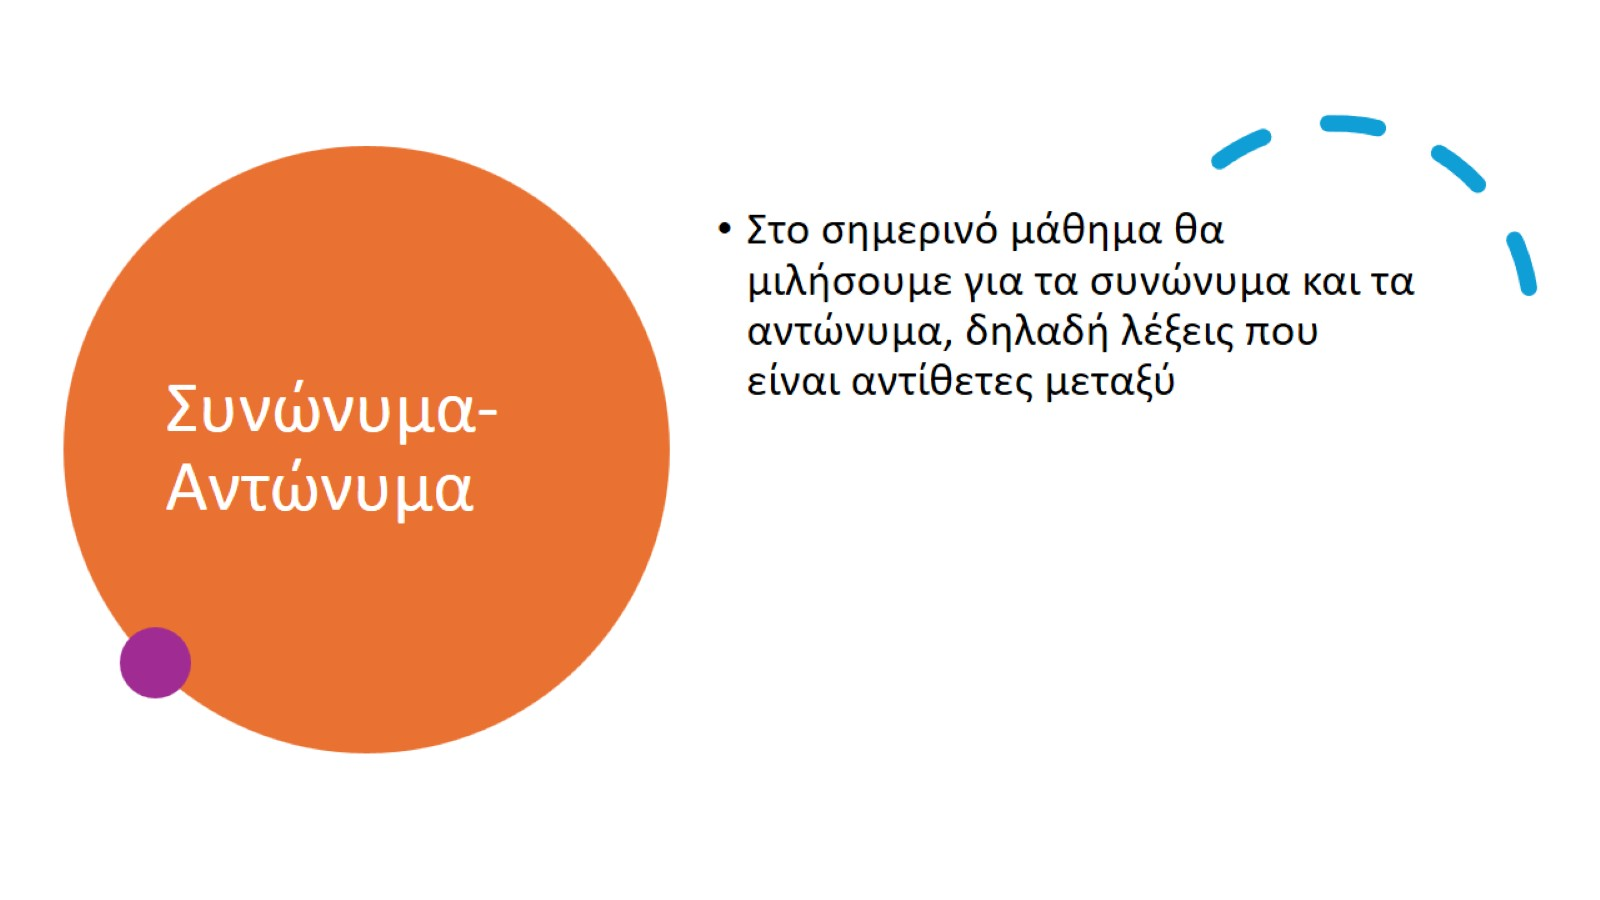 Συνώνυμα-
Αντώνυμα
• Στο σημερινό μάθημα θα
μιλήσουμε για τα συνώνυμα και τα
αντώνυμα, δηλαδή λέξεις που
είναι αντίθετες μεταξύ